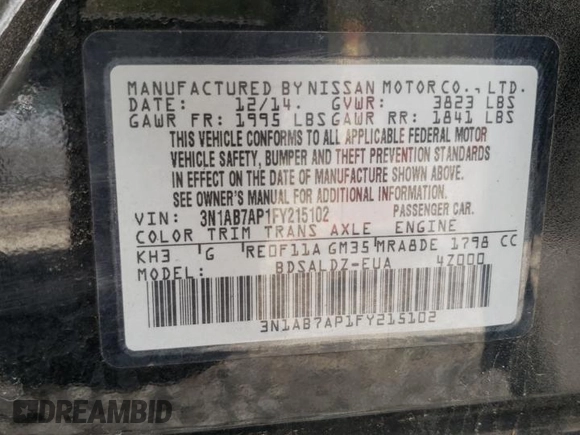 MANUFACTURED BY NISSAN MOTOR CO., LTD.
DATE: 12/14. GVWR: 3823 LBS
GAWR FR: 1995 LBS GAWR RR: 1841 LBS
THIS VEHICLE CONFORMS TO ALL APPLICABLE FEDERAL MOTOR
VEHICLE SAFETY, BUMPER AND THEFT PREVENTION STANDARDS
IN EFFECT ON THE DATE OF MANUFACTURE SHOWN ABOVE.
SEE OWNER'S MANUAL FOR ADDITIONAL INFORMATION.
VIN: 3N1AB7AP1FY215102 PASSENGER CAR.
COLOR TRIM TRANS AXLE ENGINE
KH3 G RE0F11A GM35 MRA8DE 1798 CC
MODEL: BDSALDZ-EUA 4Z000
3N1AB7AP1FY215102
DREAMBID